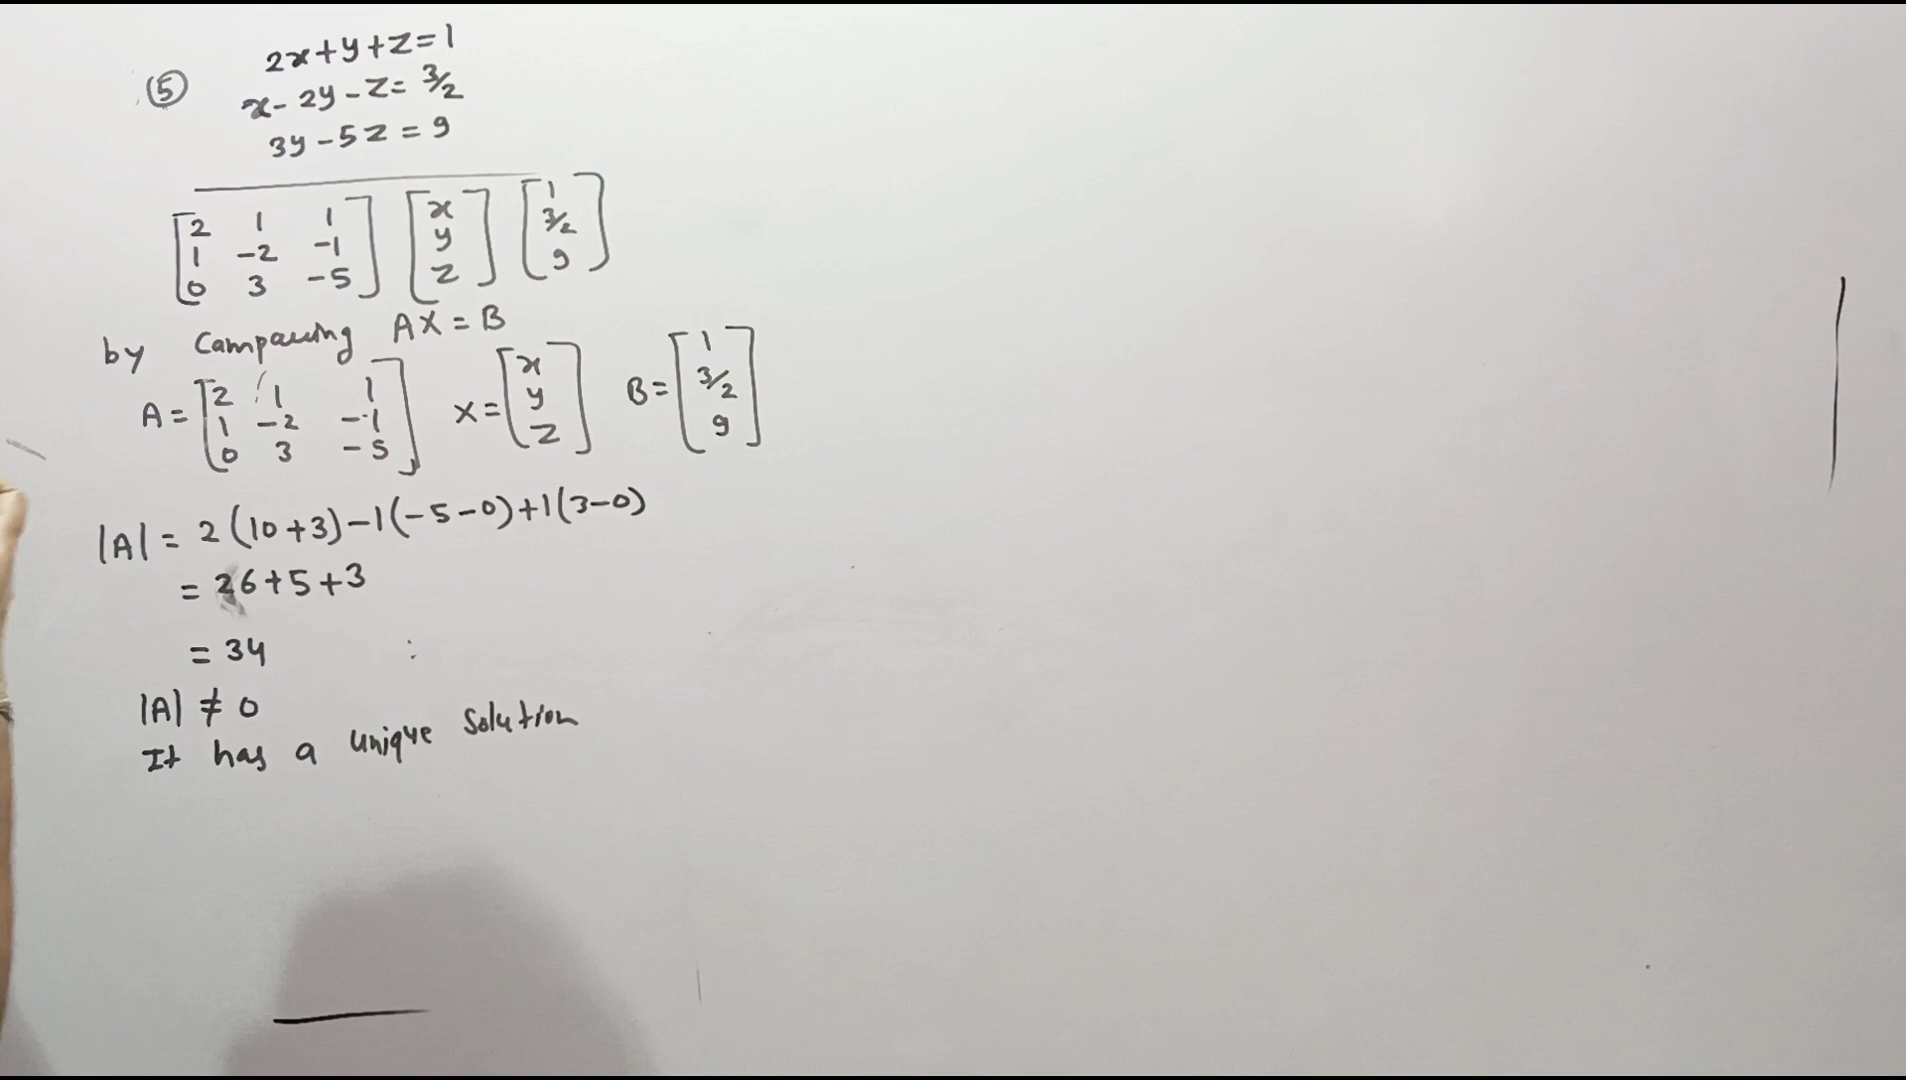 ⑤ 2x+y+z=1
x-2y-z=3/2
3y-5z=9
[2 1 1] [x] [1]
[1 -2 -1] [y] [3/2]
[0 3 -5] [z] [9]
by Comparing AX=B
A=[2 1 1] X=[x] B=[1]
[1 -2 -1] [y] [3/2]
[0 3 -5] [z] [9]
|A| = 2(10+3)-1(-5-0)+1(3-0)
= 26+5+3
= 34
|A| ≠ 0
It has a unique solution